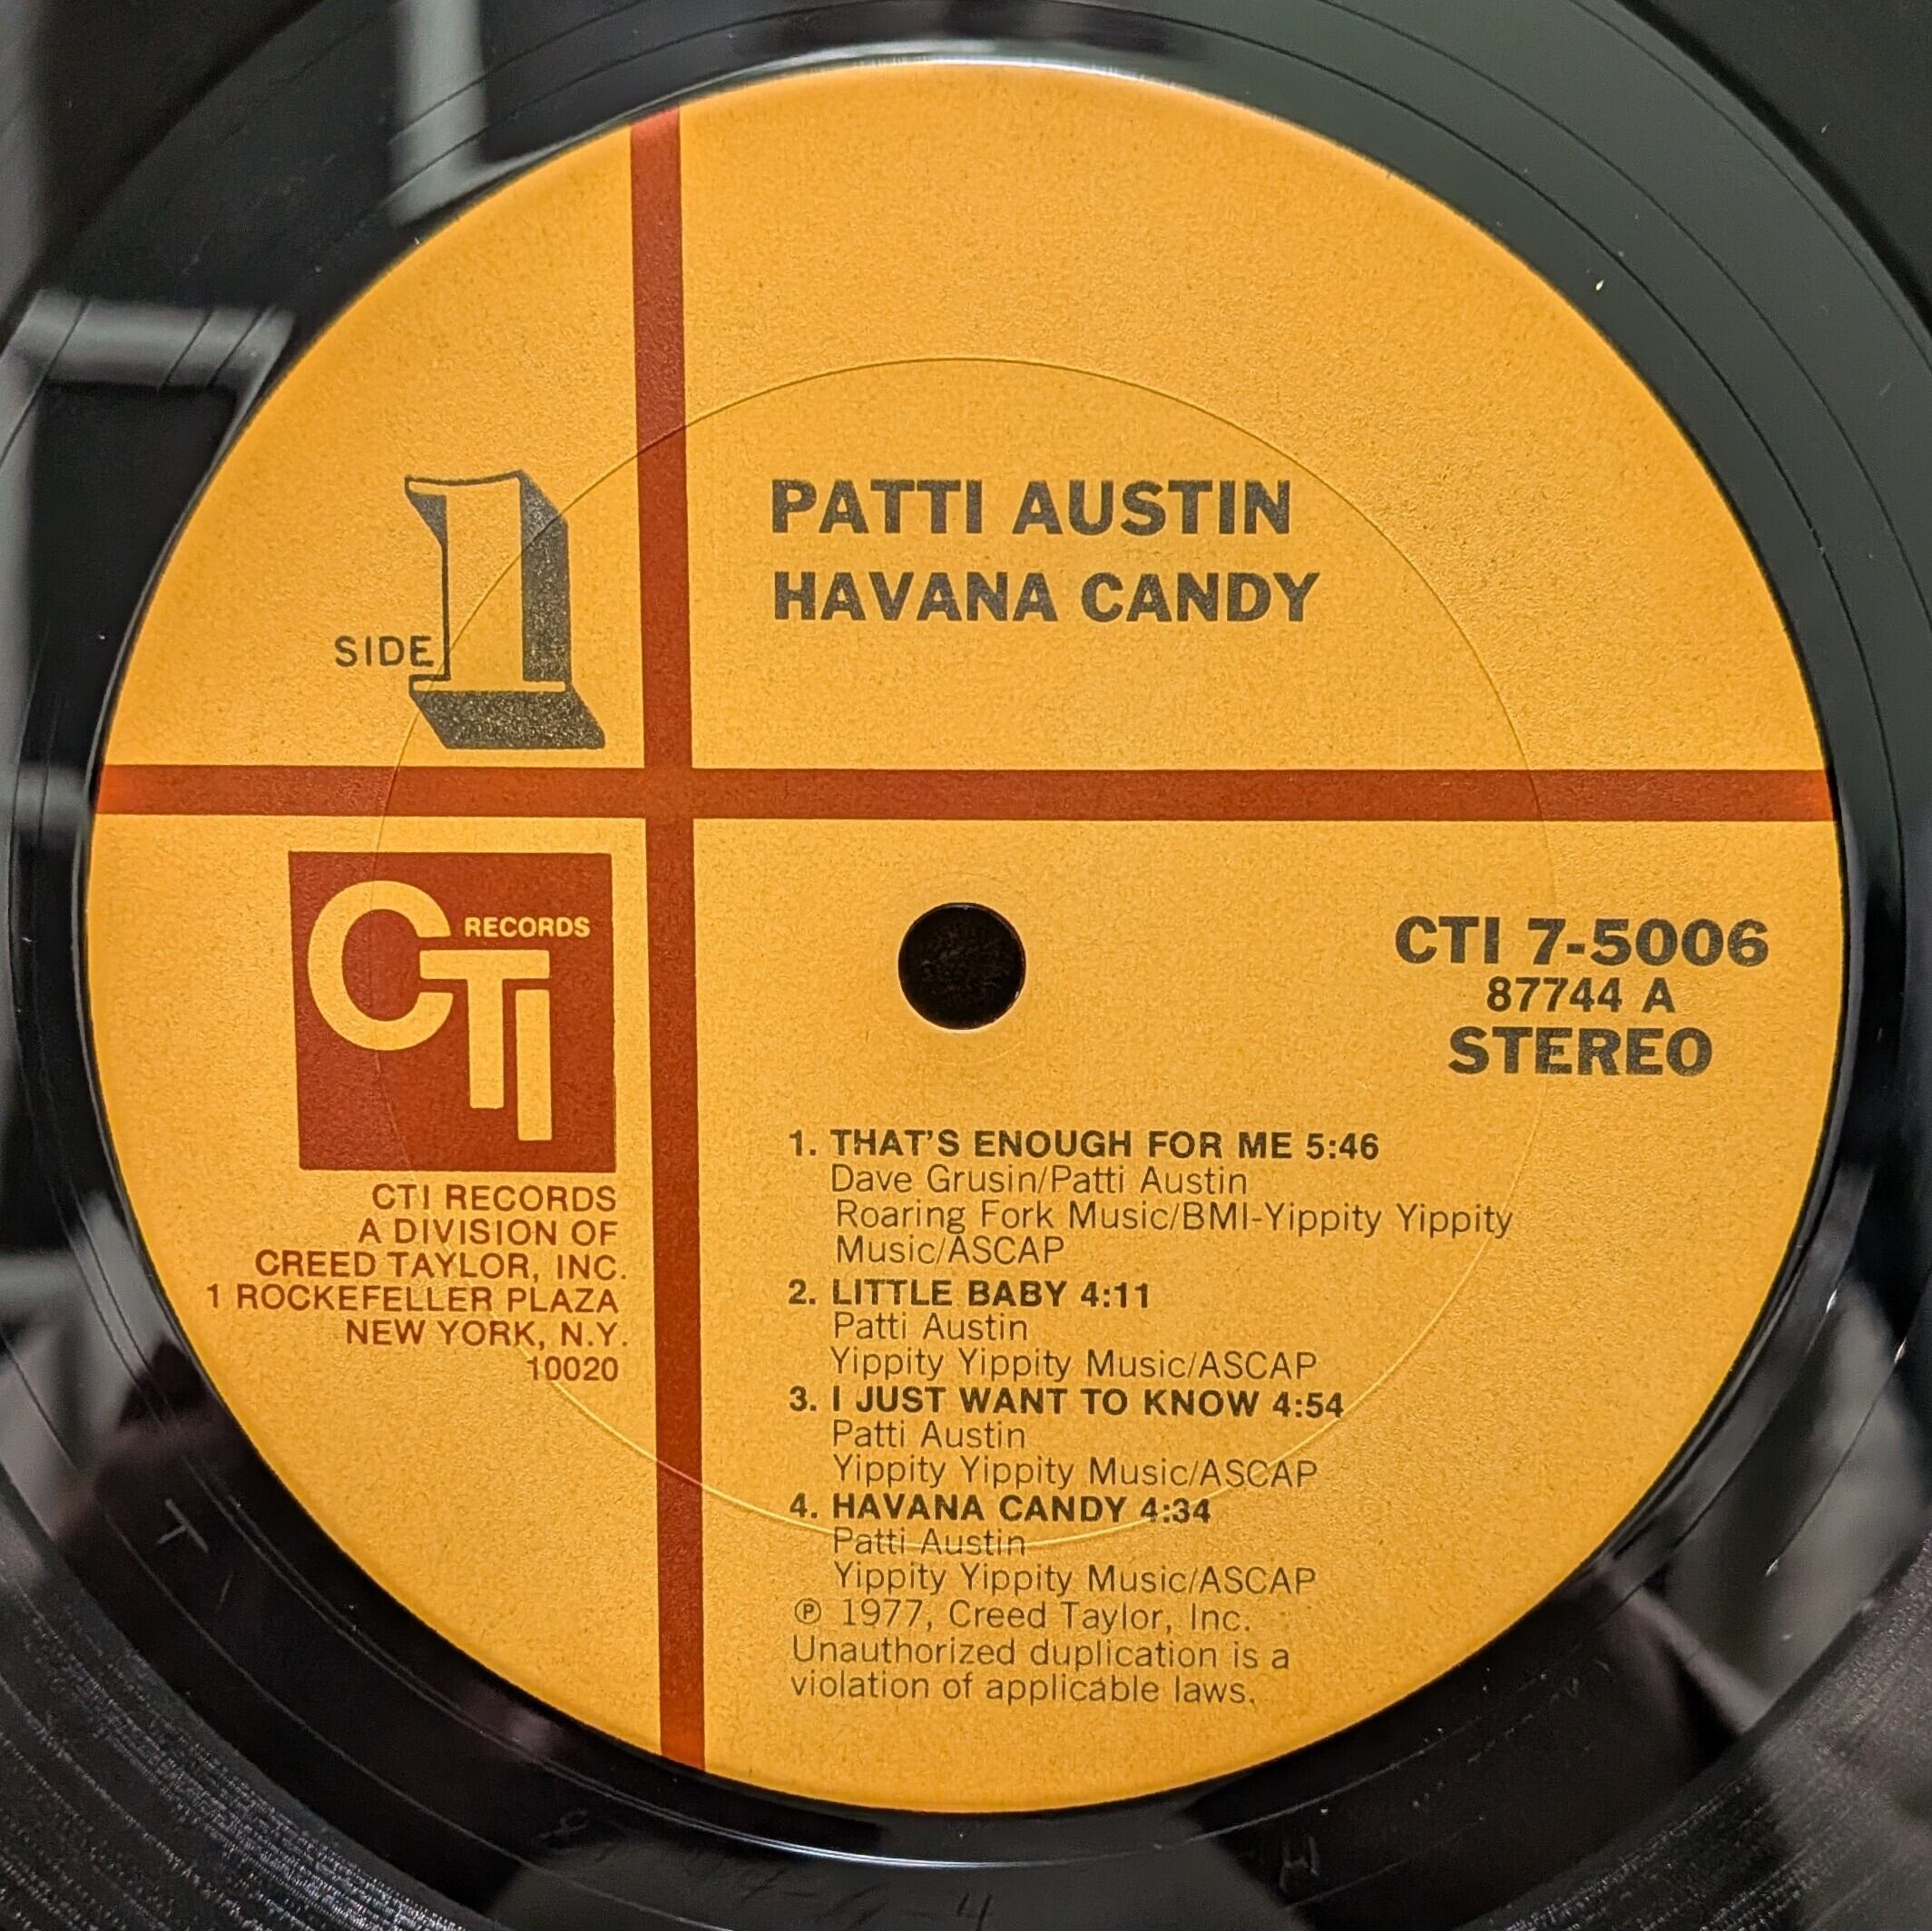 PATTI AUSTIN
HAVANA CANDY
SIDE 1
CTI RECORDS
CTI RECORDS
A DIVISION OF
CREED TAYLOR, INC.
1 ROCKEFELLER PLAZA
NEW YORK, N.Y.
10020
CTI 7-5006
87744 A
STEREO
1. THAT'S ENOUGH FOR ME 5:46
Dave Grusin/Patti Austin
Roaring Fork Music/BMI-Yippity Yippity
Music/ASCAP
2. LITTLE BABY 4:11
Patti Austin
Yippity Yippity Music/ASCAP
3. I JUST WANT TO KNOW 4:54
Patti Austin
Yippity Yippity Music/ASCAP
4. HAVANA CANDY 4:34
Patti Austin
Yippity Yippity Music/ASCAP
℗ 1977, Creed Taylor, Inc.
Unauthorized duplication is a
violation of applicable laws.